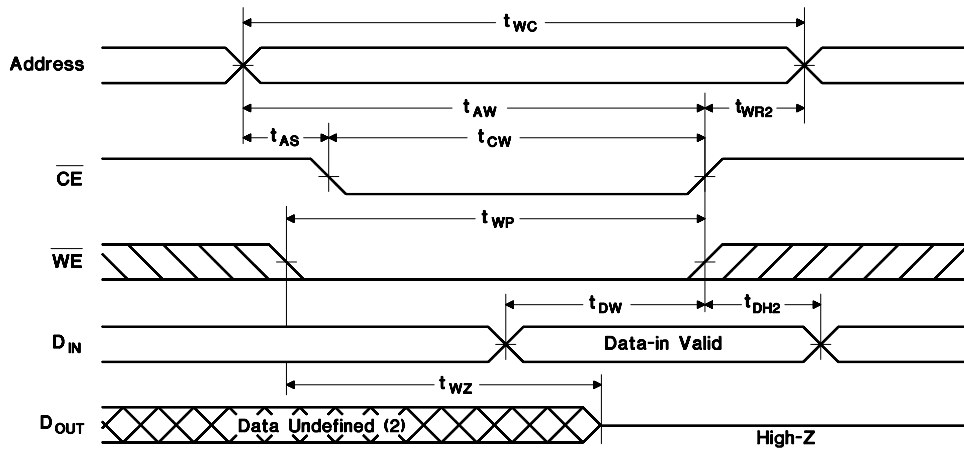 tWC
Address
tAW
tWR2
tAS
tCW
CE
tWP
WE
tDW
tDH2
DIN
Data-in Valid
tWZ
DOUT
Data Undefined (2)
High-Z